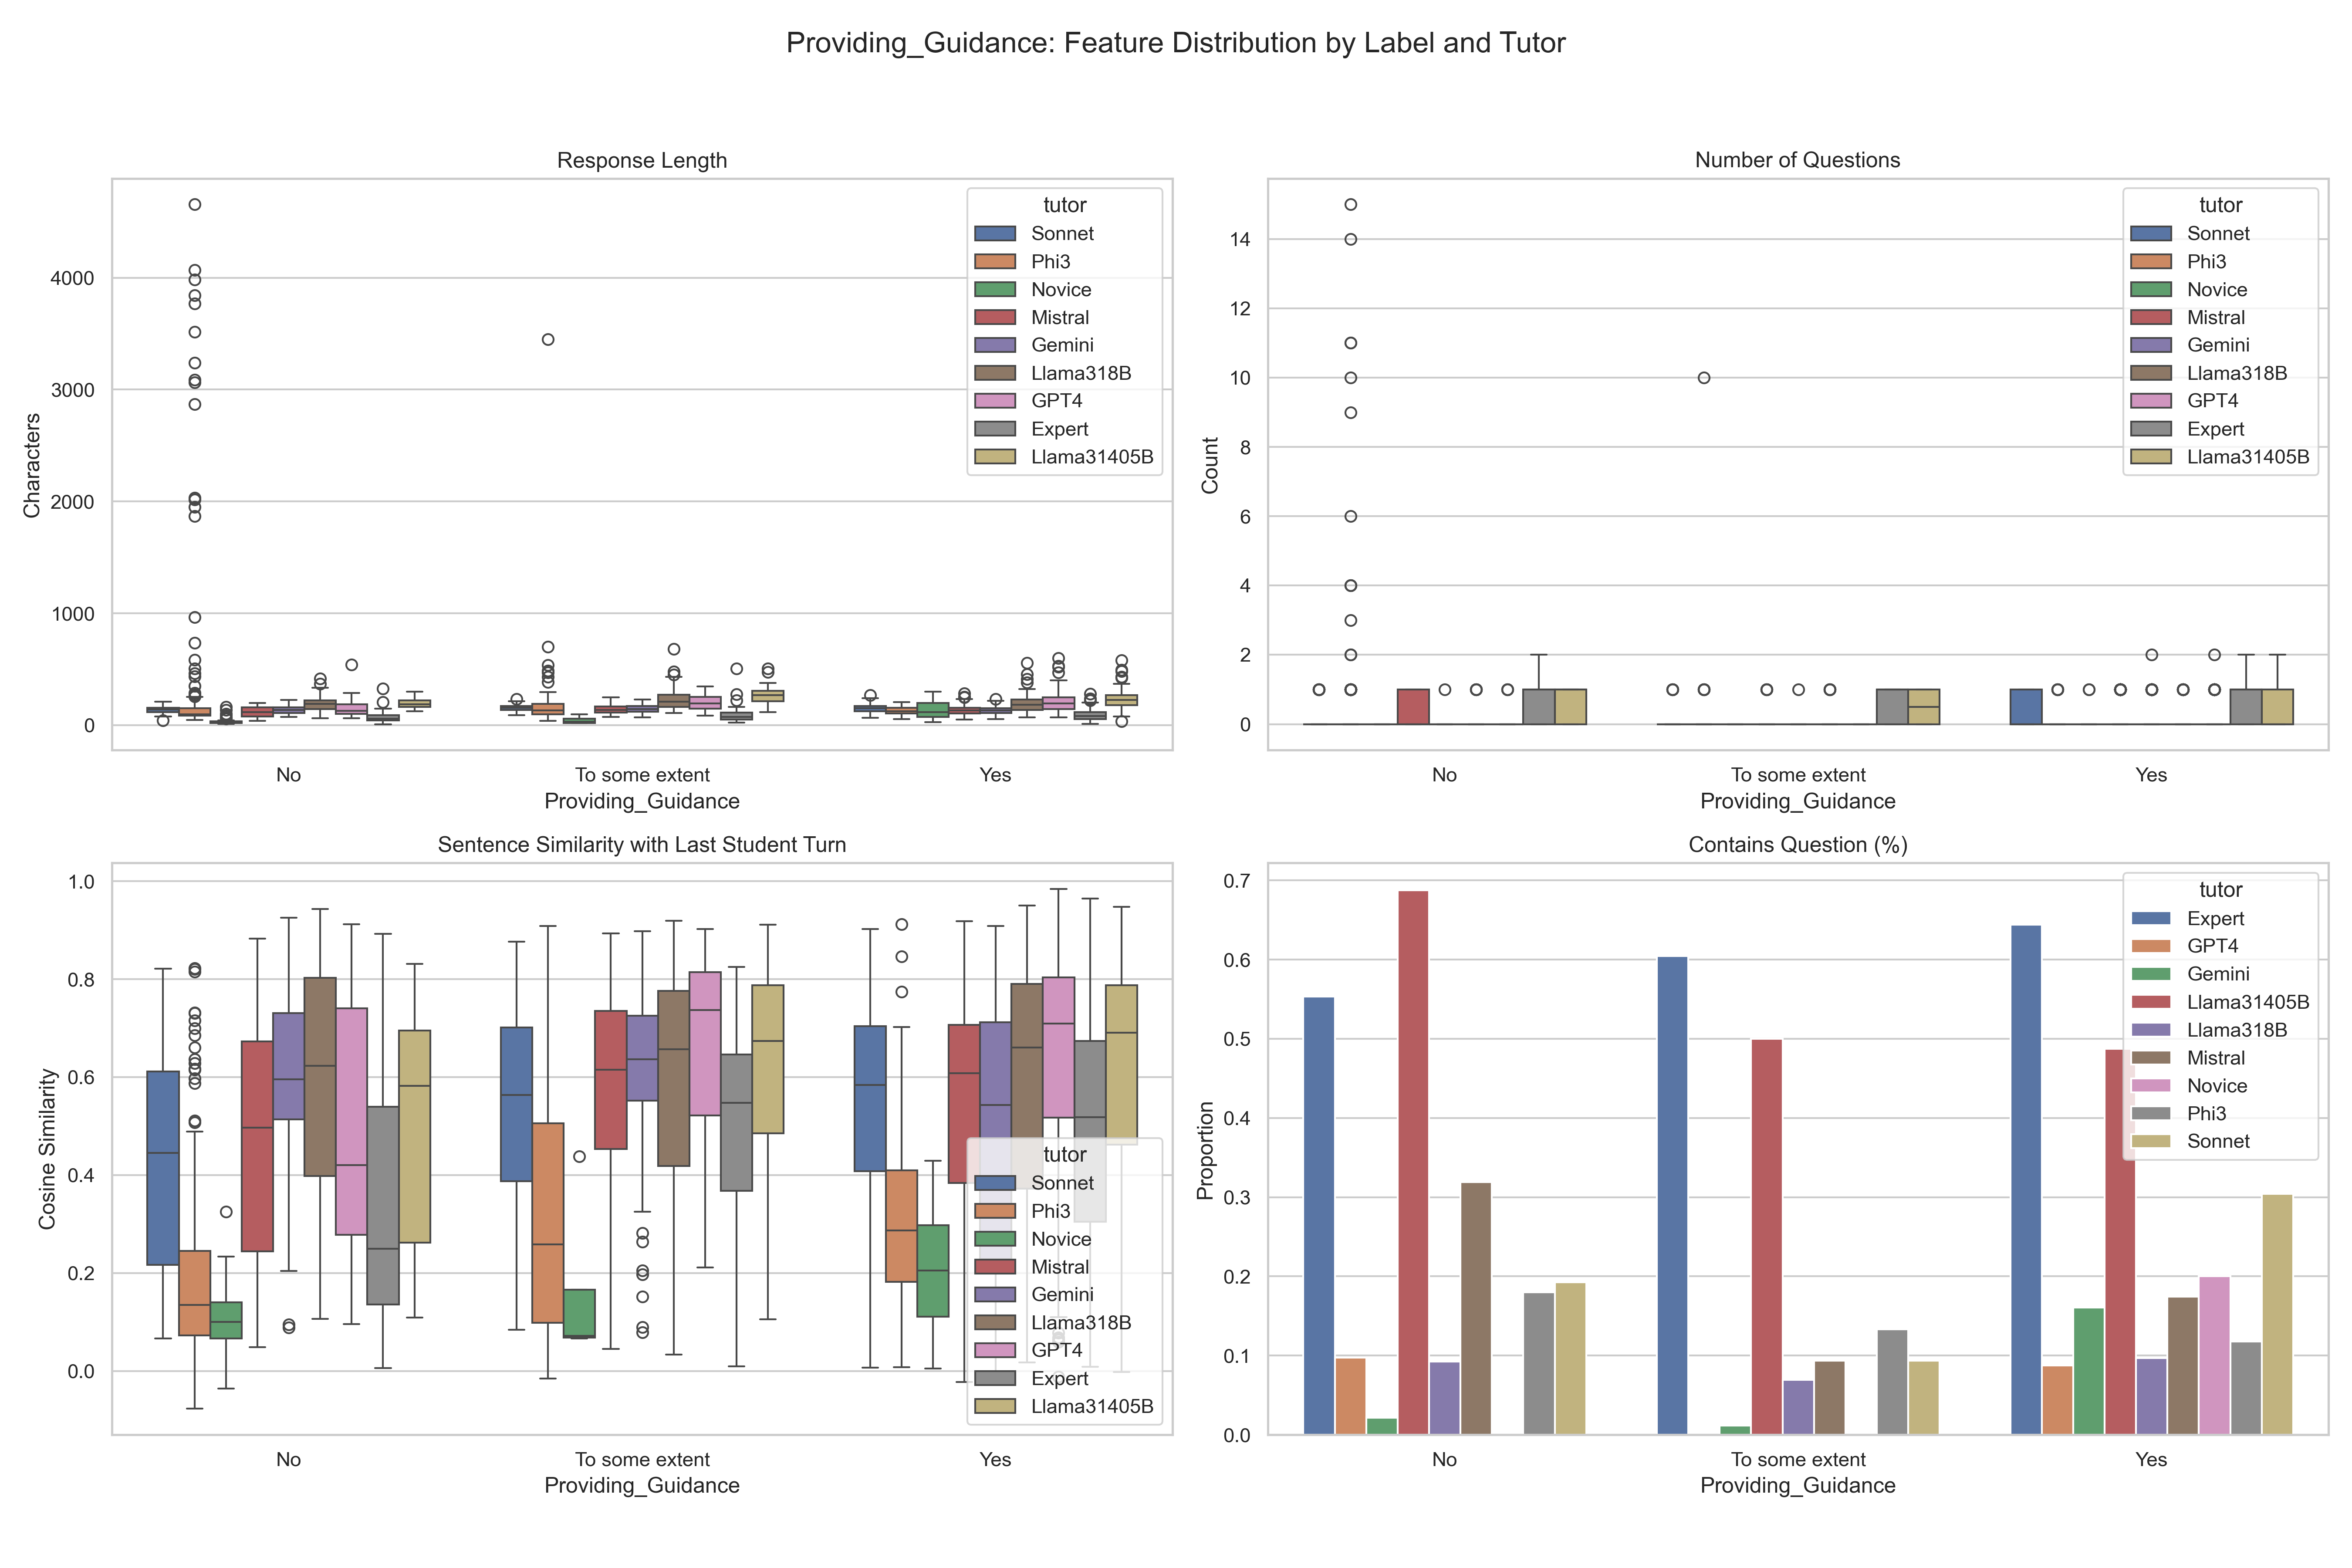 Providing_Guidance: Feature Distribution by Label and Tutor
Response Length
Characters
4000
3000
2000
1000
0
No
To some extent
Yes
Providing_Guidance
tutor
Sonnet
Phi3
Novice
Mistral
Gemini
Llama318B
GPT4
Expert
Llama31405B
Number of Questions
Count
14
12
10
8
6
4
2
0
No
To some extent
Yes
Providing_Guidance
tutor
Sonnet
Phi3
Novice
Mistral
Gemini
Llama318B
GPT4
Expert
Llama31405B
Sentence Similarity with Last Student Turn
Cosine Similarity
1.0
0.8
0.6
0.4
0.2
0.0
No
To some extent
Yes
Providing_Guidance
tutor
Sonnet
Phi3
Novice
Mistral
Gemini
Llama318B
GPT4
Expert
Llama31405B
Contains Question (%)
Proportion
0.7
0.6
0.5
0.4
0.3
0.2
0.1
0.0
No
To some extent
Yes
Providing_Guidance
tutor
Expert
GPT4
Gemini
Llama31405B
Llama318B
Mistral
Novice
Phi3
Sonnet